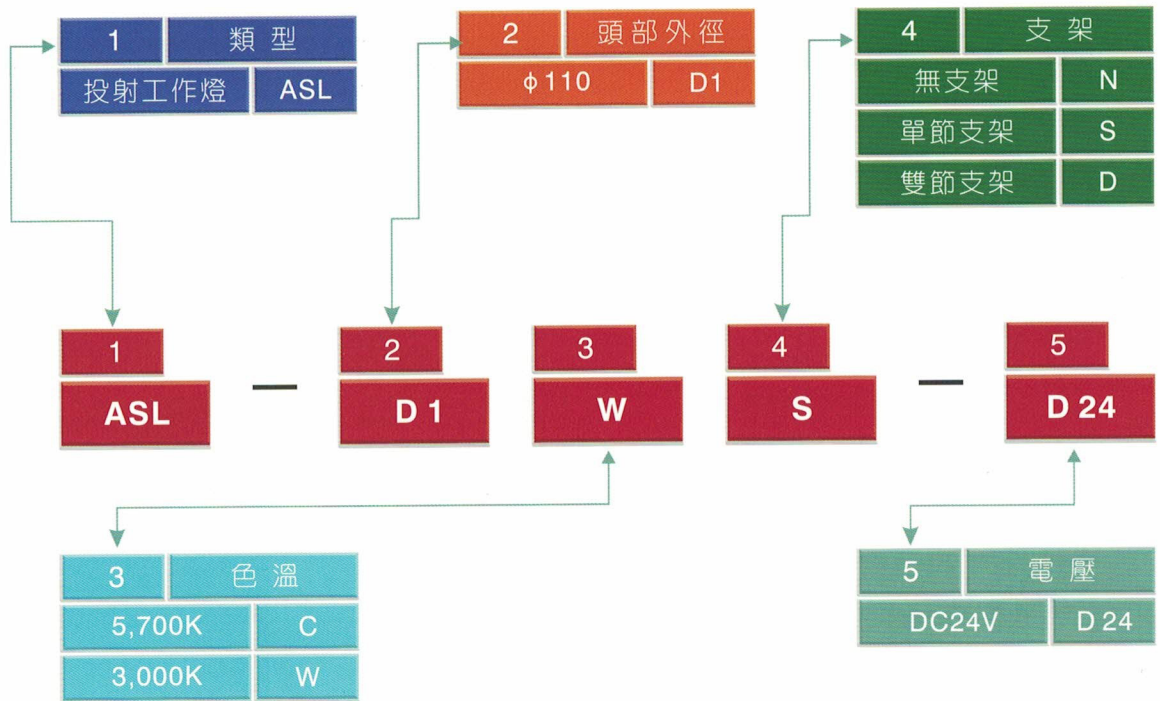 1 類型
投射工作燈 ASL
2 頭部外徑
φ110 D1
4 支架
無支架 N
單節支架 S
雙節支架 D
1 2 3 4 5
ASL — D 1 W S — D 24
3 色溫
5,700K C
3,000K W
5 電壓
DC24V D 24